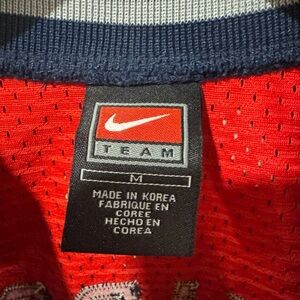 TEAM
M
MADE IN KOREA
FABRIQUE EN
COREE
HECHO EN
COREA